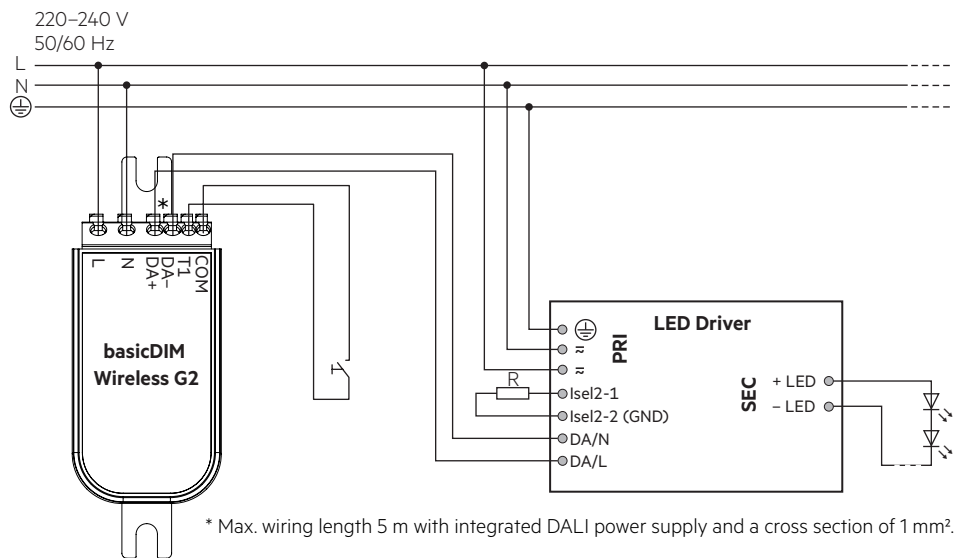 220–240 V
50/60 Hz
L
N
*
L
N
DA+
DA–
T1
COM
basicDIM
Wireless G2
LED Driver
PRI
≂
≂
R
Isel2-1
Isel2-2 (GND)
DA/N
DA/L
SEC
+ LED
– LED
* Max. wiring length 5 m with integrated DALI power supply and a cross section of 1 mm².